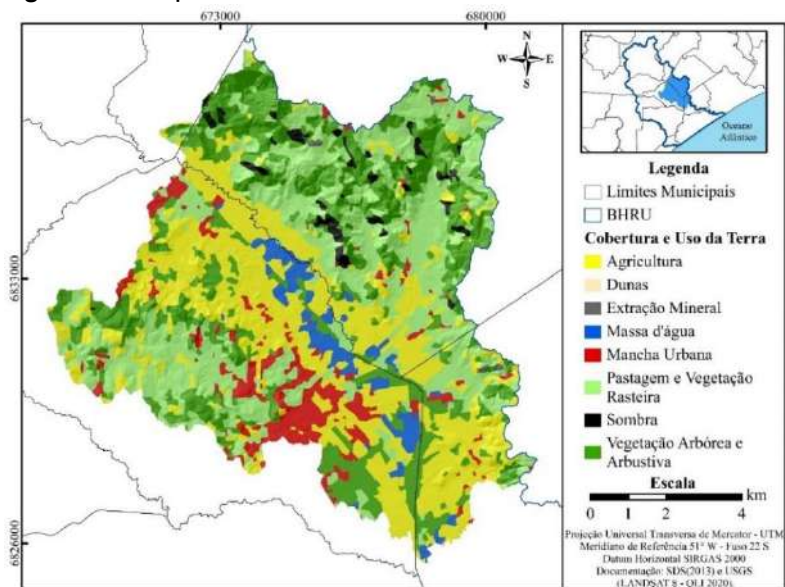 673000
680000
N
W
E
S
6833000
6826000
Oceano
Atlântico
Legenda
Limites Municipais
BHRU
Cobertura e Uso da Terra
Agricultura
Dunas
Extração Mineral
Massa d'água
Mancha Urbana
Pastagem e Vegetação
Rasteira
Sombra
Vegetação Arbórea e
Arbustiva
Escala
km
0 1 2 4
Projeção Universal Transversa de Mercator - UTM
Meridiano de Referência 51° W - Fuso 22 S
Datum Horizontal SIRGAS 2000
Documentação: SDS(2013) e USGS
(LANDSAT 8 - OLI 2020)